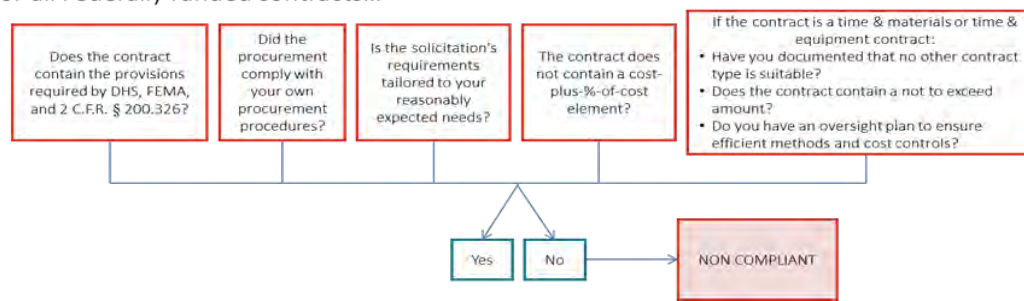 Does the contract
contain the provisions
required by DHS, FEMA,
and 2 C.F.R. § 200.326?
Did the
procurement
comply with
your own
procurement
procedures?
Is the solicitation's
requirements
tailored to your
reasonably
expected needs?
The contract does
not contain a cost-
plus-%-of-cost
element?
If the contract is a time & materials or time &
equipment contract:
• Have you documented that no other contract
type is suitable?
• Does the contract contain a not to exceed
amount?
• Do you have an oversight plan to ensure
efficient methods and cost controls?
Yes
No
NON COMPLIANT